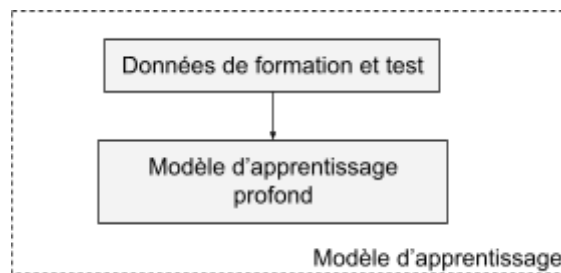 Données de formation et test
Modèle d'apprentissage
profond
Modèle d'apprentissage